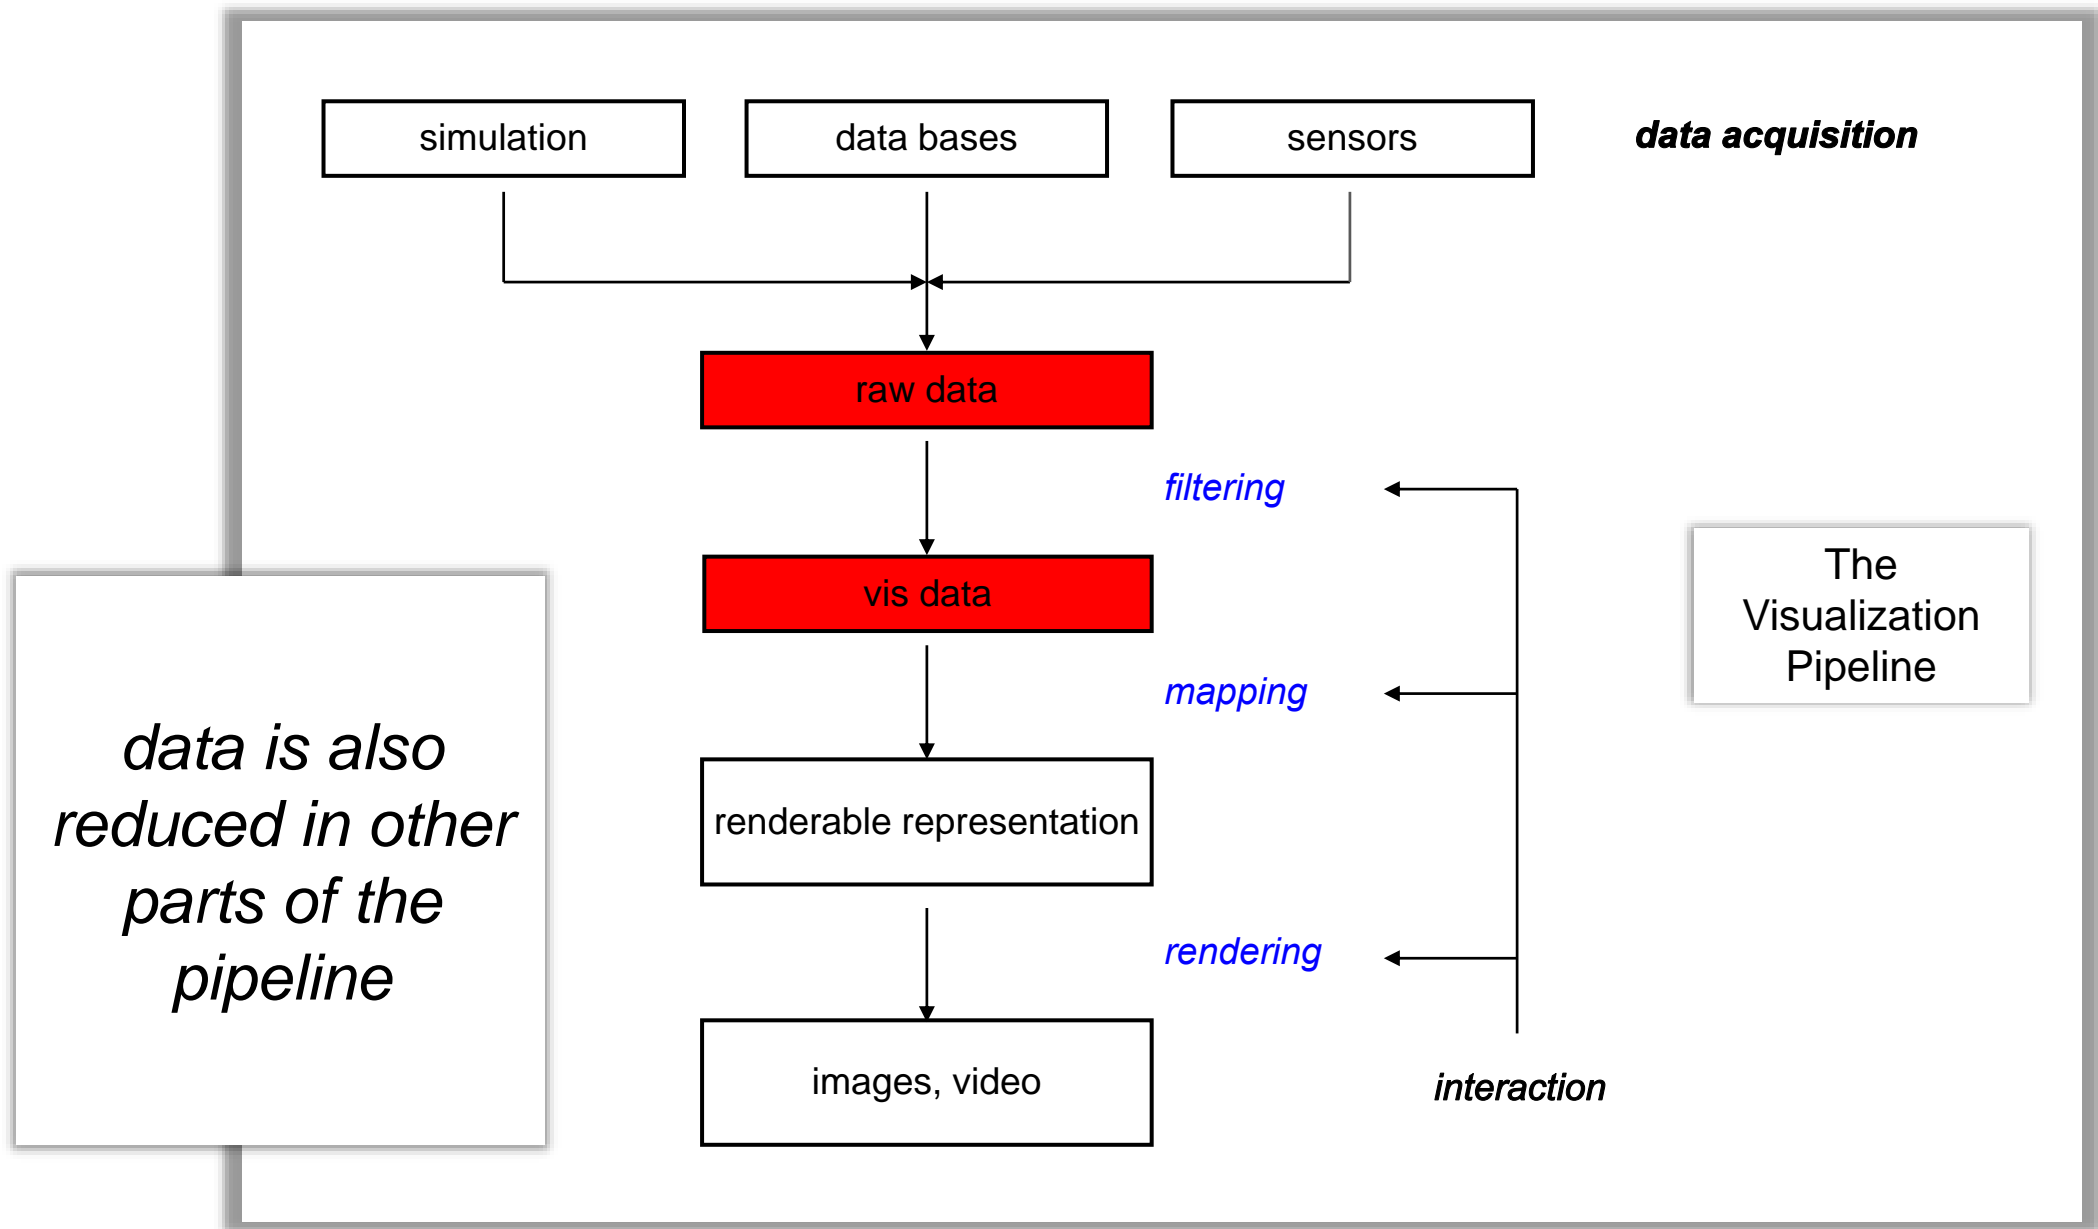 simulation
data bases
sensors
data acquisition
raw data
filtering
vis data
The
Visualization
Pipeline
mapping
data is also
reduced in other
parts of the
pipeline
renderable representation
rendering
images, video
interaction